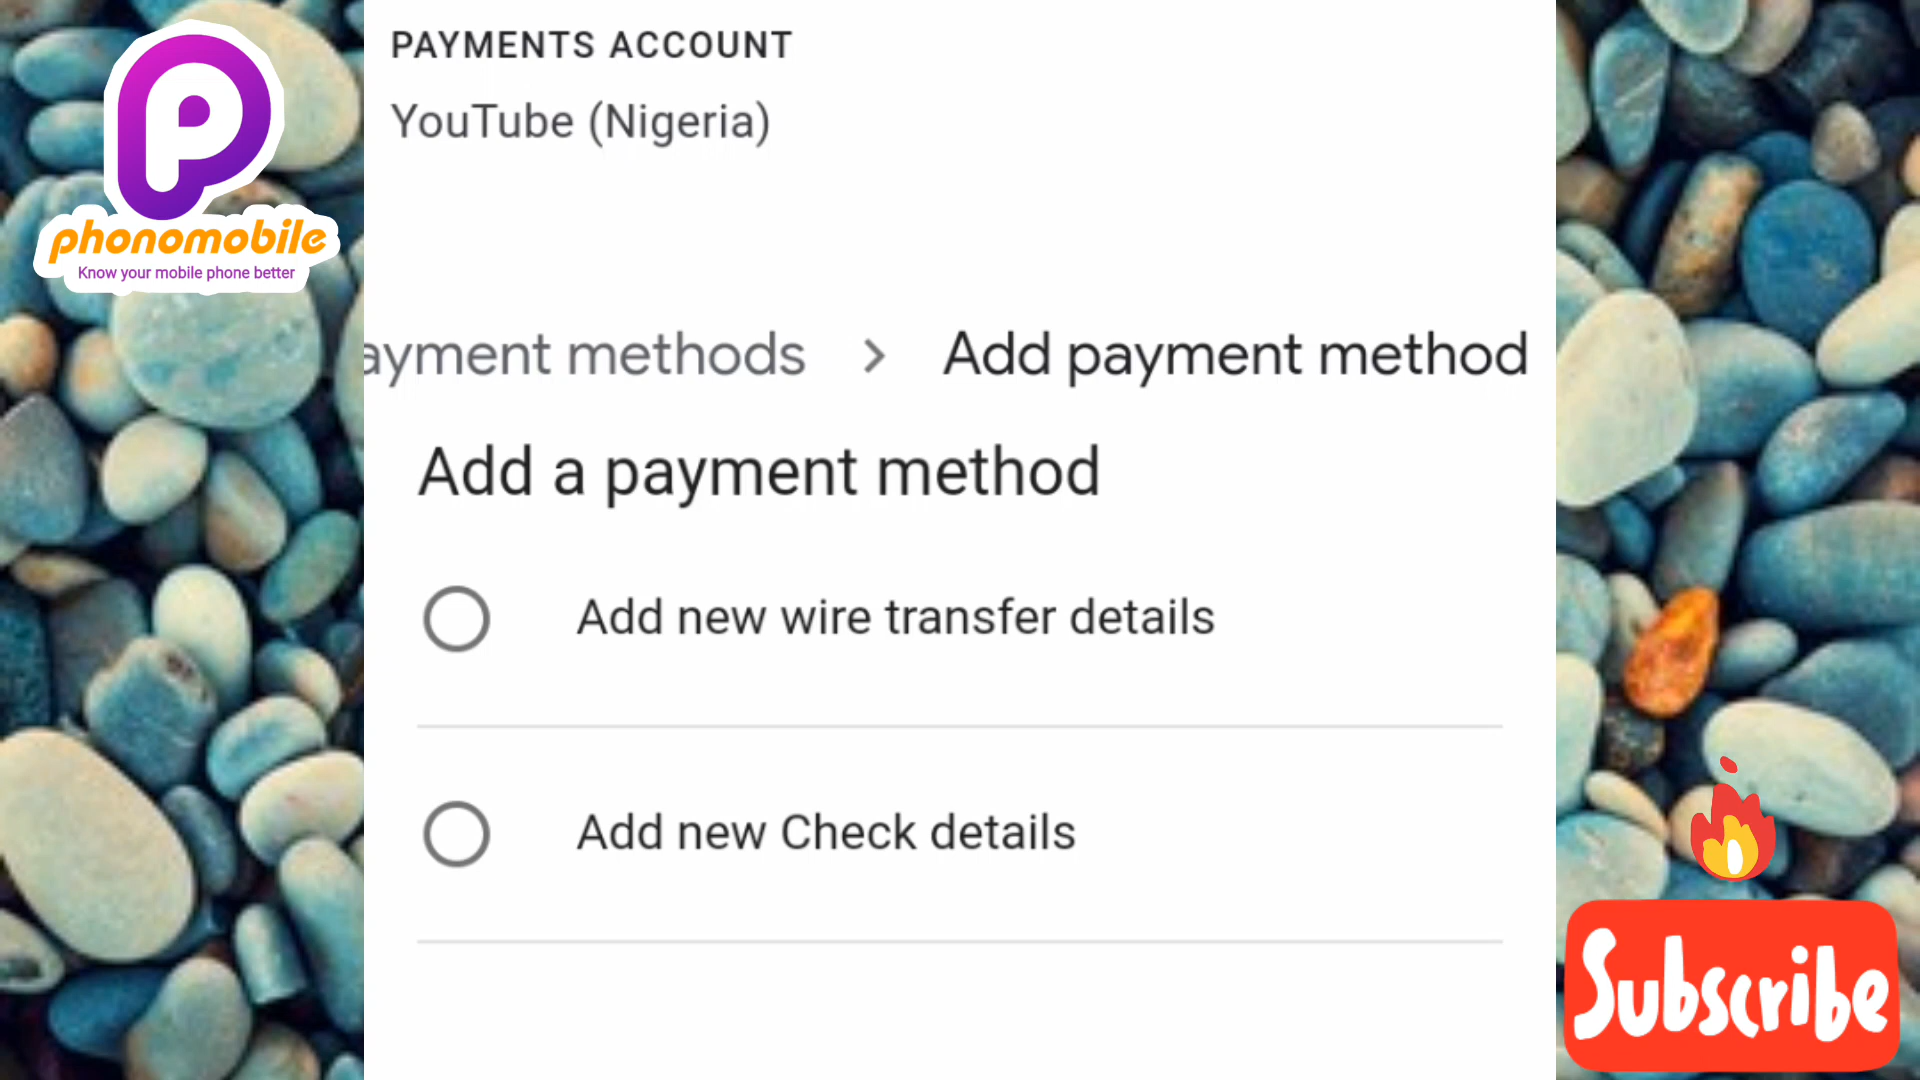 PAYMENTS ACCOUNT
YouTube (Nigeria)
P
phonomobile
Know your mobile phone better
ayment methods > Add payment method
Add a payment method
Add new wire transfer details
Add new Check details
Subscribe